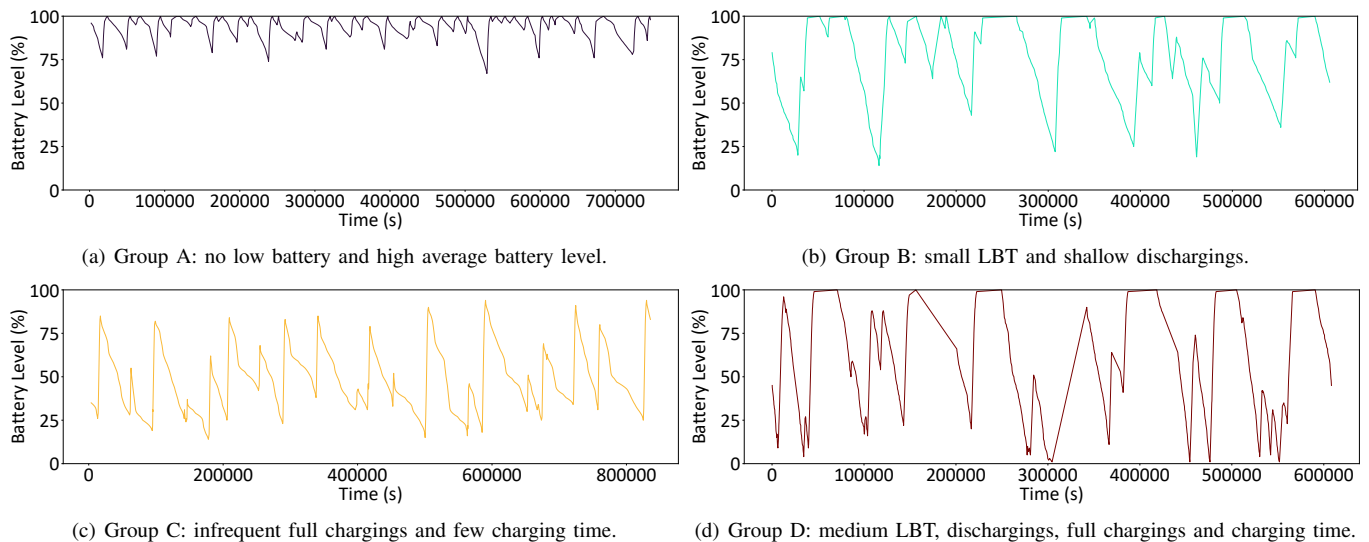 100
75
50
25
0
Battery Level (%)
0 100000 200000 300000 400000 500000 600000 700000
Time (s)
(a) Group A: no low battery and high average battery level.
100
75
50
25
0
Battery Level (%)
0 100000 200000 300000 400000 500000 600000
Time (s)
(b) Group B: small LBT and shallow dischargings.
100
75
50
25
0
Battery Level (%)
0 200000 400000 600000 800000
Time (s)
(c) Group C: infrequent full chargings and few charging time.
100
75
50
25
0
Battery Level (%)
0 100000 200000 300000 400000 500000 600000
Time (s)
(d) Group D: medium LBT, dischargings, full chargings and charging time.